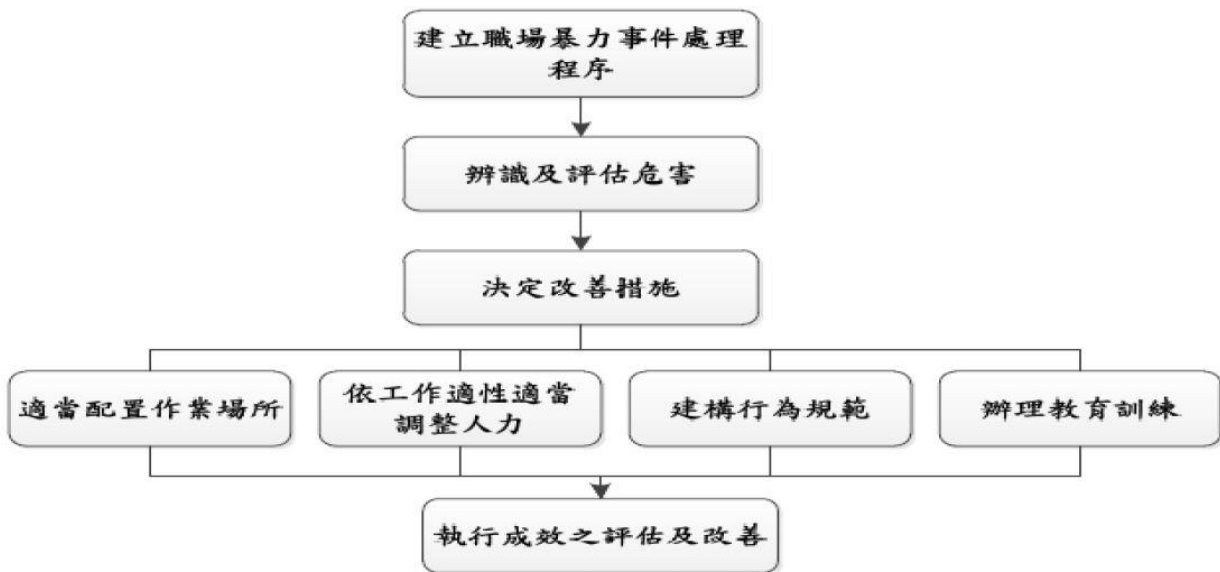 建立職場暴力事件處理
程序
辨識及評估危害
決定改善措施
適當配置作業場所
依工作適性適當
調整人力
建構行為規範
辦理教育訓練
執行成效之評估及改善